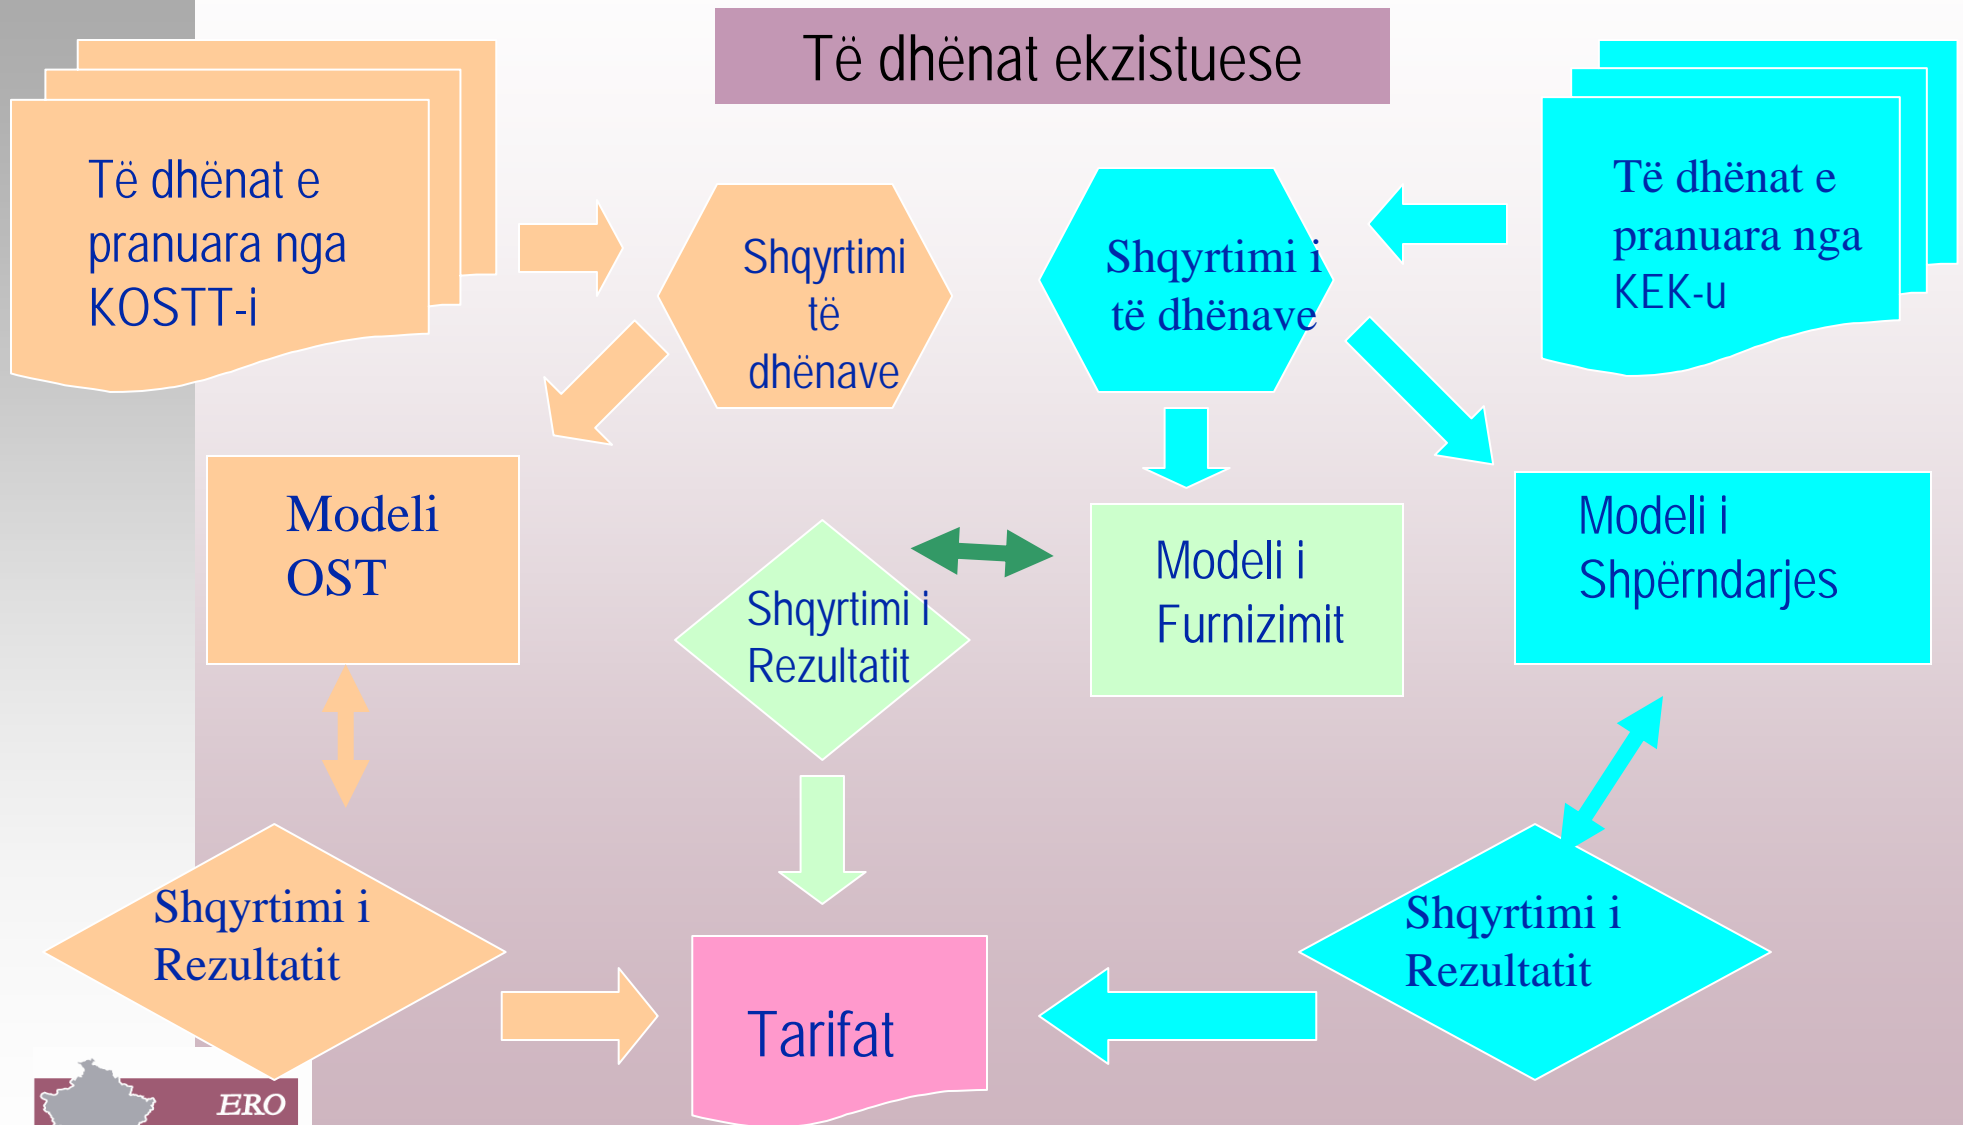 Të dhënat ekzistuese
Të dhënat e
pranuara nga
KOSTT-i
Shqyrtimi
të
dhënave
Shqyrtimi i
të dhënave
Të dhënat e
pranuara nga
KEK-u
Modeli
OST
Shqyrtimi i
Rezultatit
Modeli i
Furnizimit
Modeli i
Shpërndarjes
Shqyrtimi i
Rezultatit
Tarifat
Shqyrtimi i
Rezultatit
ERO